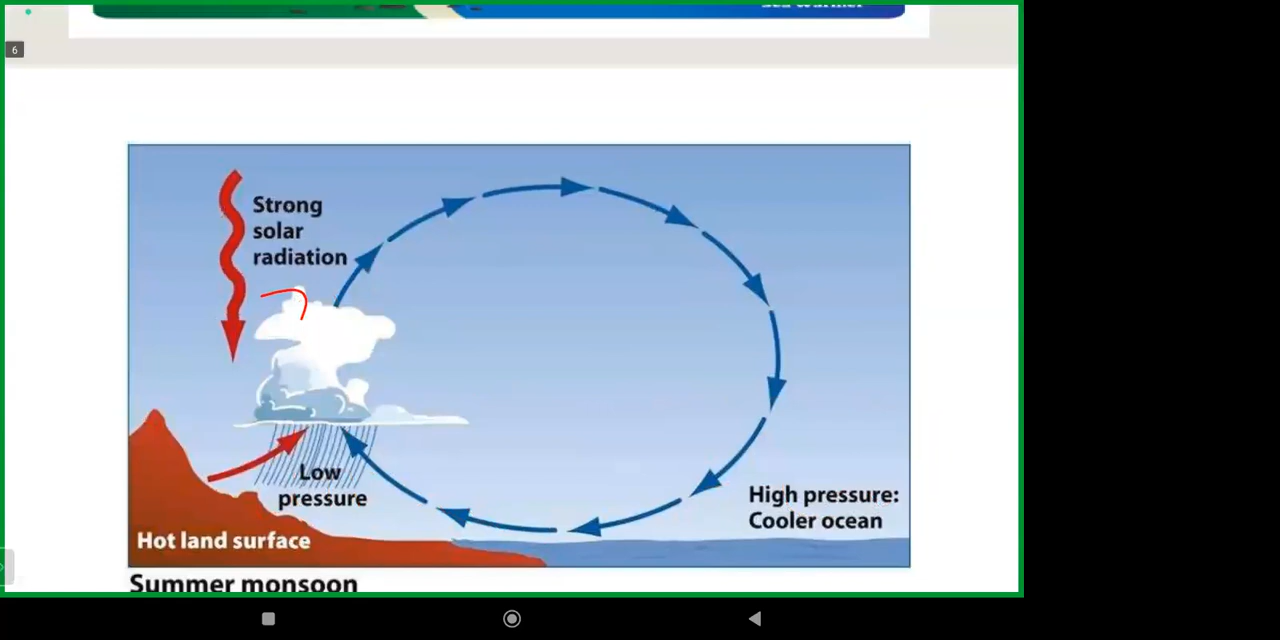 6
Strong
solar
radiation
Low
pressure
High pressure:
Cooler ocean
Hot land surface
Summer monsoon